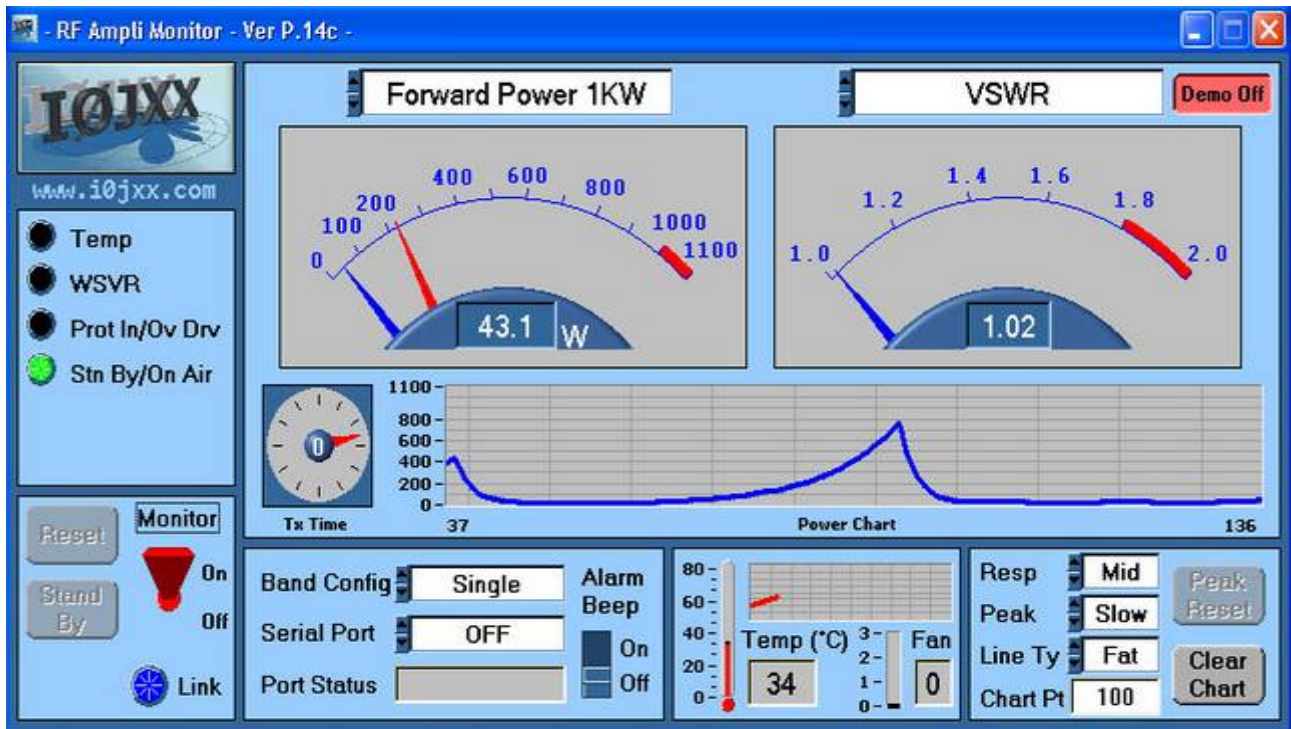 - RF Ampli Monitor - Ver P.14c -
IØJXX
www.i0jxx.com
Temp
WSVR
Prot In/Ov Drv
Stn By/On Air
Reset
Monitor
On
Stand By
Off
Link
Forward Power 1KW
0 100 200 400 600 800 1000 1100
43.1 W
VSWR
Demo Off
1.0 1.2 1.4 1.6 1.8 2.0
1.02
0
Tx Time
1100
800
600
400
200
0
37 Power Chart 136
Band Config Single
Serial Port OFF
Port Status
Alarm
Beep
On
Off
80
60
40
20
0
Temp (°C)
34
3
2
1
0
Fan
0
Resp Mid
Peak Slow
Line Ty Fat
Chart Pt 100
Peak
Reset
Clear
Chart